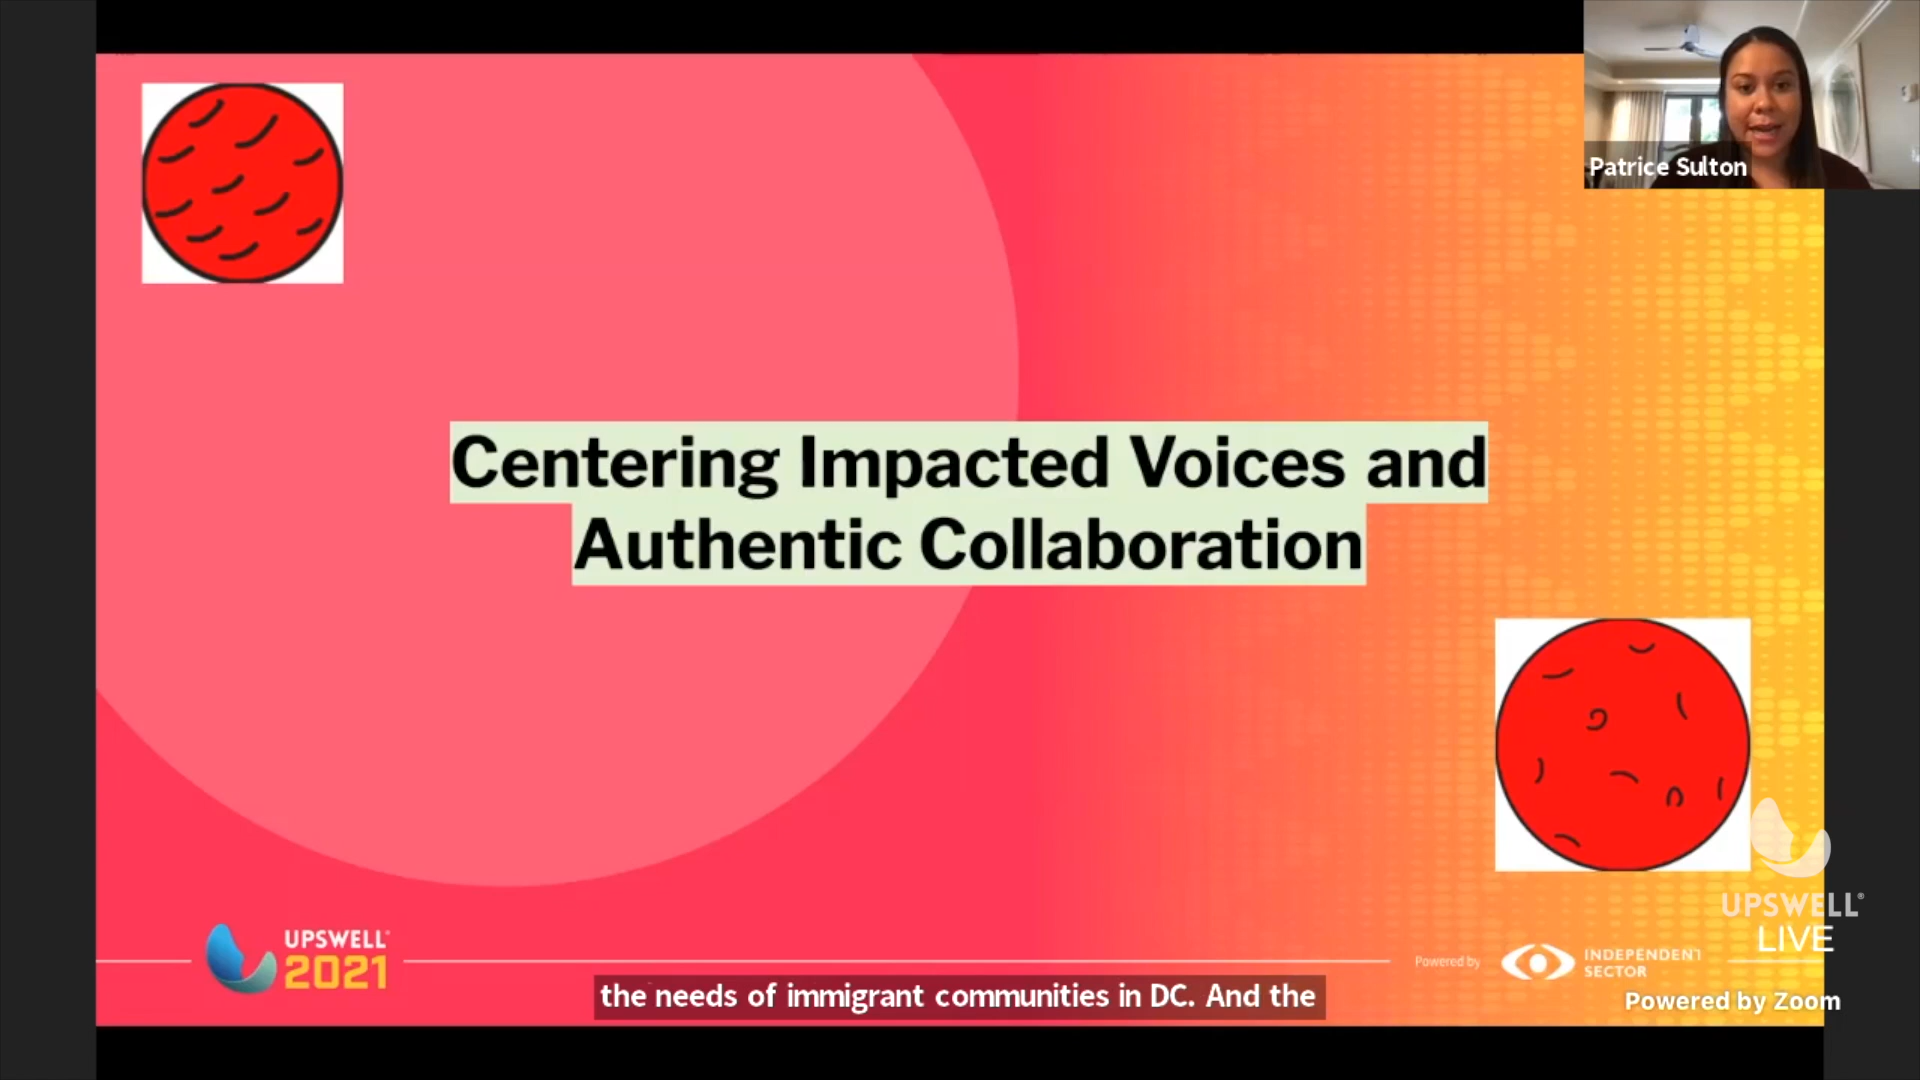 Patrice Sulton
Centering Impacted Voices and
Authentic Collaboration
UPSWELL®
LIVE
UPSWELL
2021
Powered by
INDEPENDENT
SECTOR
the needs of immigrant communities in DC. And the
Powered by Zoom